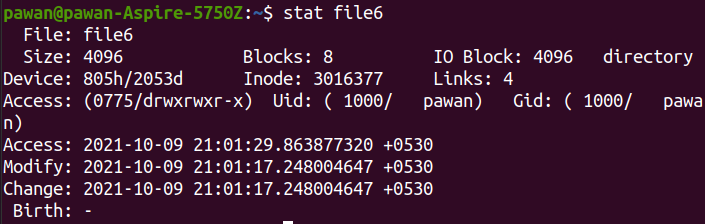 pawan@pawan-Aspire-5750Z:~$ stat file6
  File: file6
  Size: 4096      	Blocks: 8          IO Block: 4096   directory
Device: 805h/2053d	Inode: 3016377     Links: 4
Access: (0775/drwxrwxr-x)  Uid: ( 1000/   pawan)   Gid: ( 1000/   pawa
n)
Access: 2021-10-09 21:01:29.863877320 +0530
Modify: 2021-10-09 21:01:17.248004647 +0530
Change: 2021-10-09 21:01:17.248004647 +0530
 Birth: -